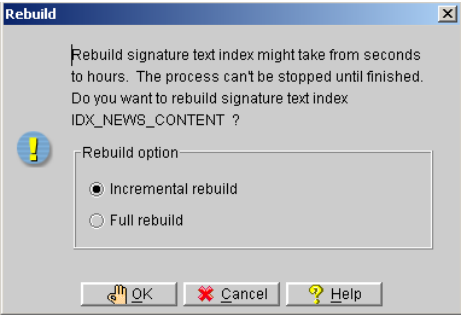 Rebuild
Rebuild signature text index might take from seconds
to hours. The process can't be stopped until finished.
Do you want to rebuild signature text index
IDX_NEWS_CONTENT ?
Rebuild option
Incremental rebuild
Full rebuild
OK Cancel Help